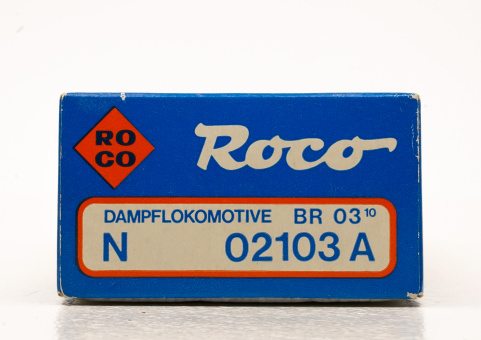 RO
CO
Roco
DAMPFLOKOMOTIVE BR 03¹⁰
N 02103 A